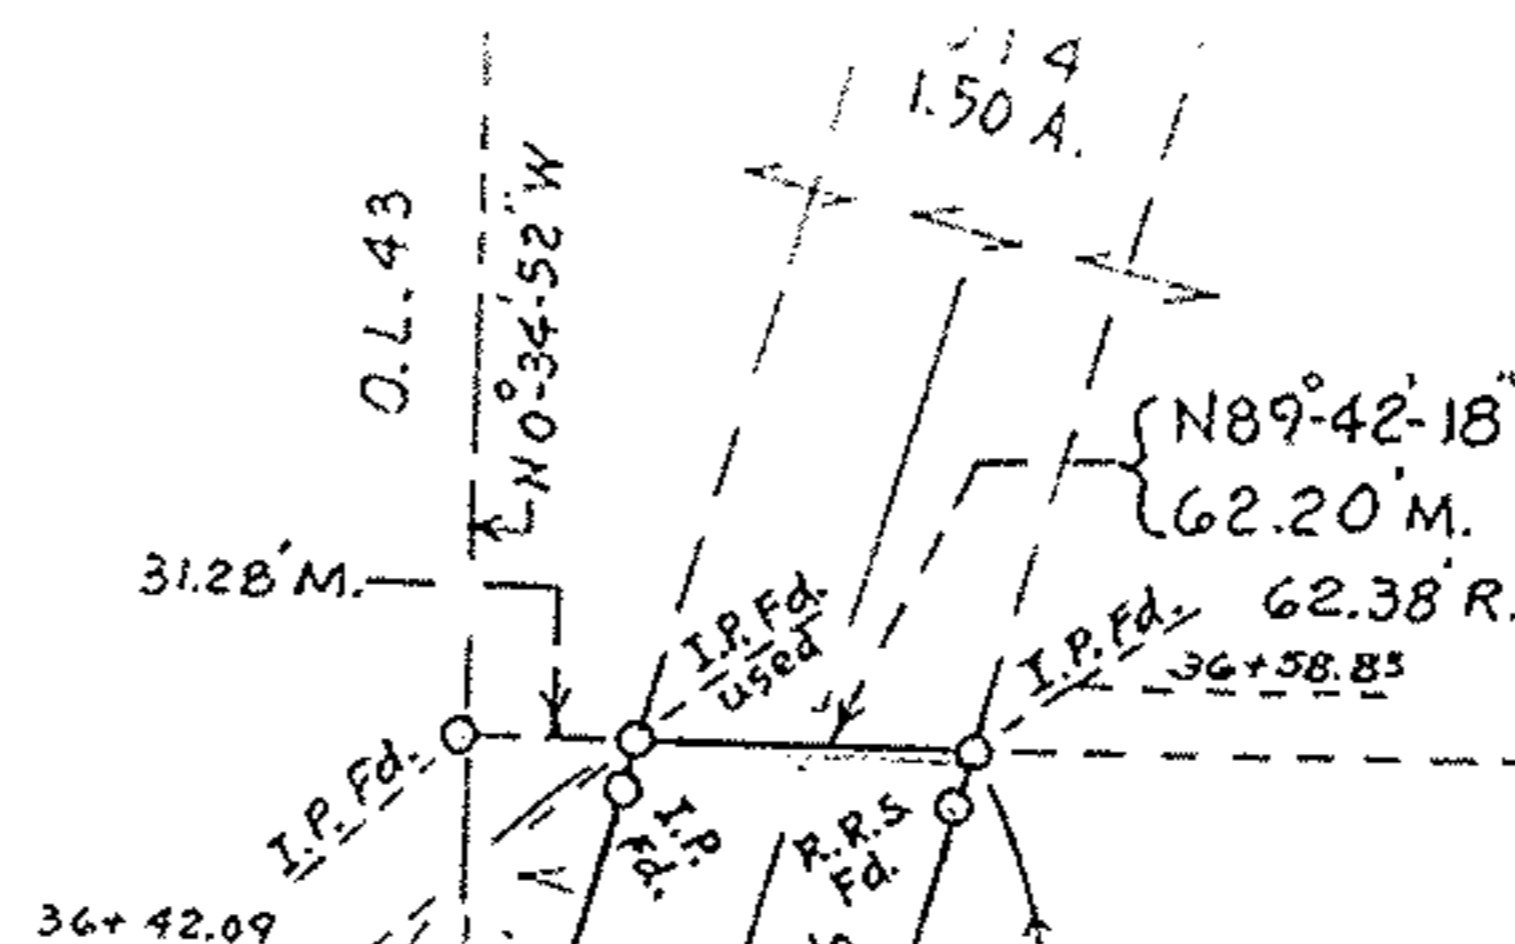 1.50 A.
O.L. 43
N0°-34'-52"W
N89°-42'-18"
62.20'M.
62.38'R.
31.28'M.
I.P. Fd.
used
I.P. Fd.
36+58.85
I.P. Fd.
I.P.
Fd.
R.R.S
Fd.
36+42.09